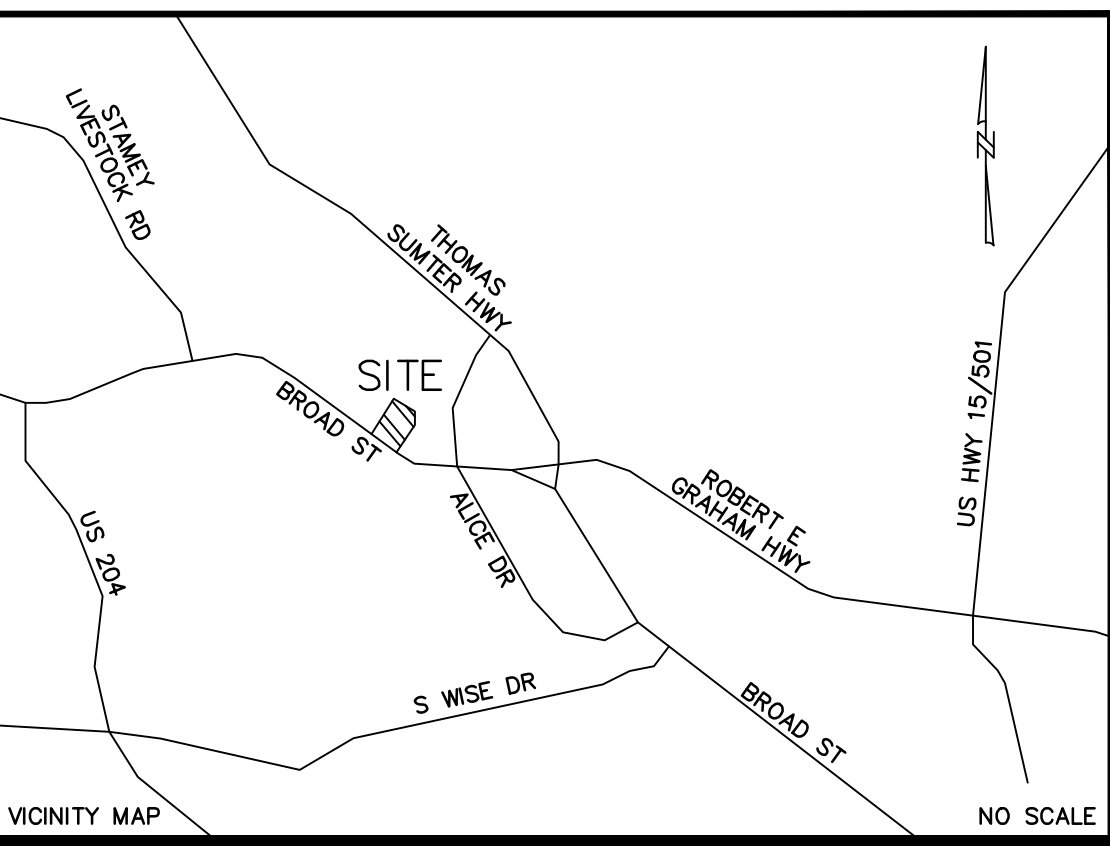 STAMEY
LIVESTOCK RD
THOMAS
SUMTER HWY
N
SITE
BROAD ST
US HWY 15/501
ROBERT E
GRAHAM HWY
ALICE DR
US 204
S WISE DR
BROAD ST
VICINITY MAP
NO SCALE